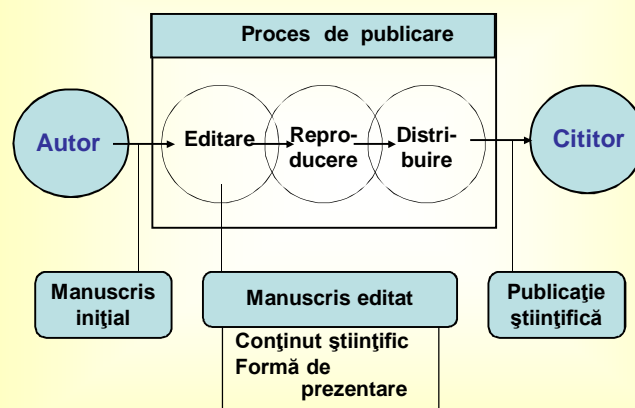 Proces de publicare
Autor
Editare
Repro-
ducere
Distri-
buire
Cititor
Manuscris
iniţial
Manuscris editat
Publicaţie
ştiinţifică
Conţinut ştiinţific
Formă de
prezentare